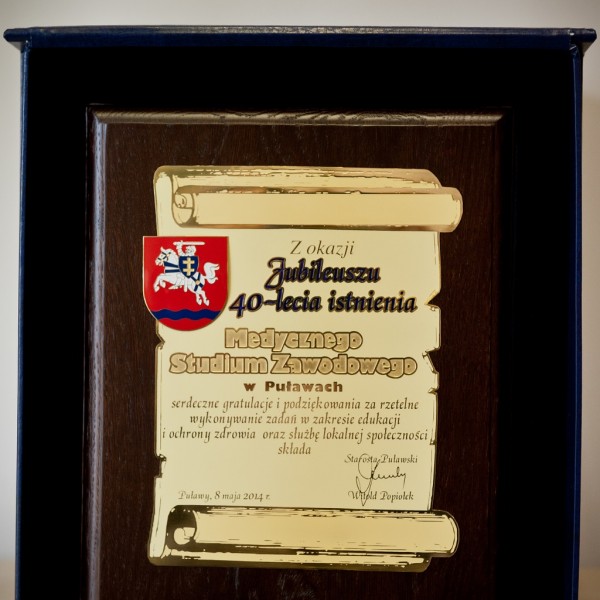 Z okazji
Jubileuszu
40-lecia istnienia
Medycznego
Studium Zawodowego
w Puławach
serdeczne gratulacje i podziękowania za rzetelne
wykonywanie zadań w zakresie edukacji
i ochrony zdrowia oraz służbę lokalnej społeczności
składa
Starosta Puławski
Puławy, 8 maja 2014 r.
Witold Popiołek